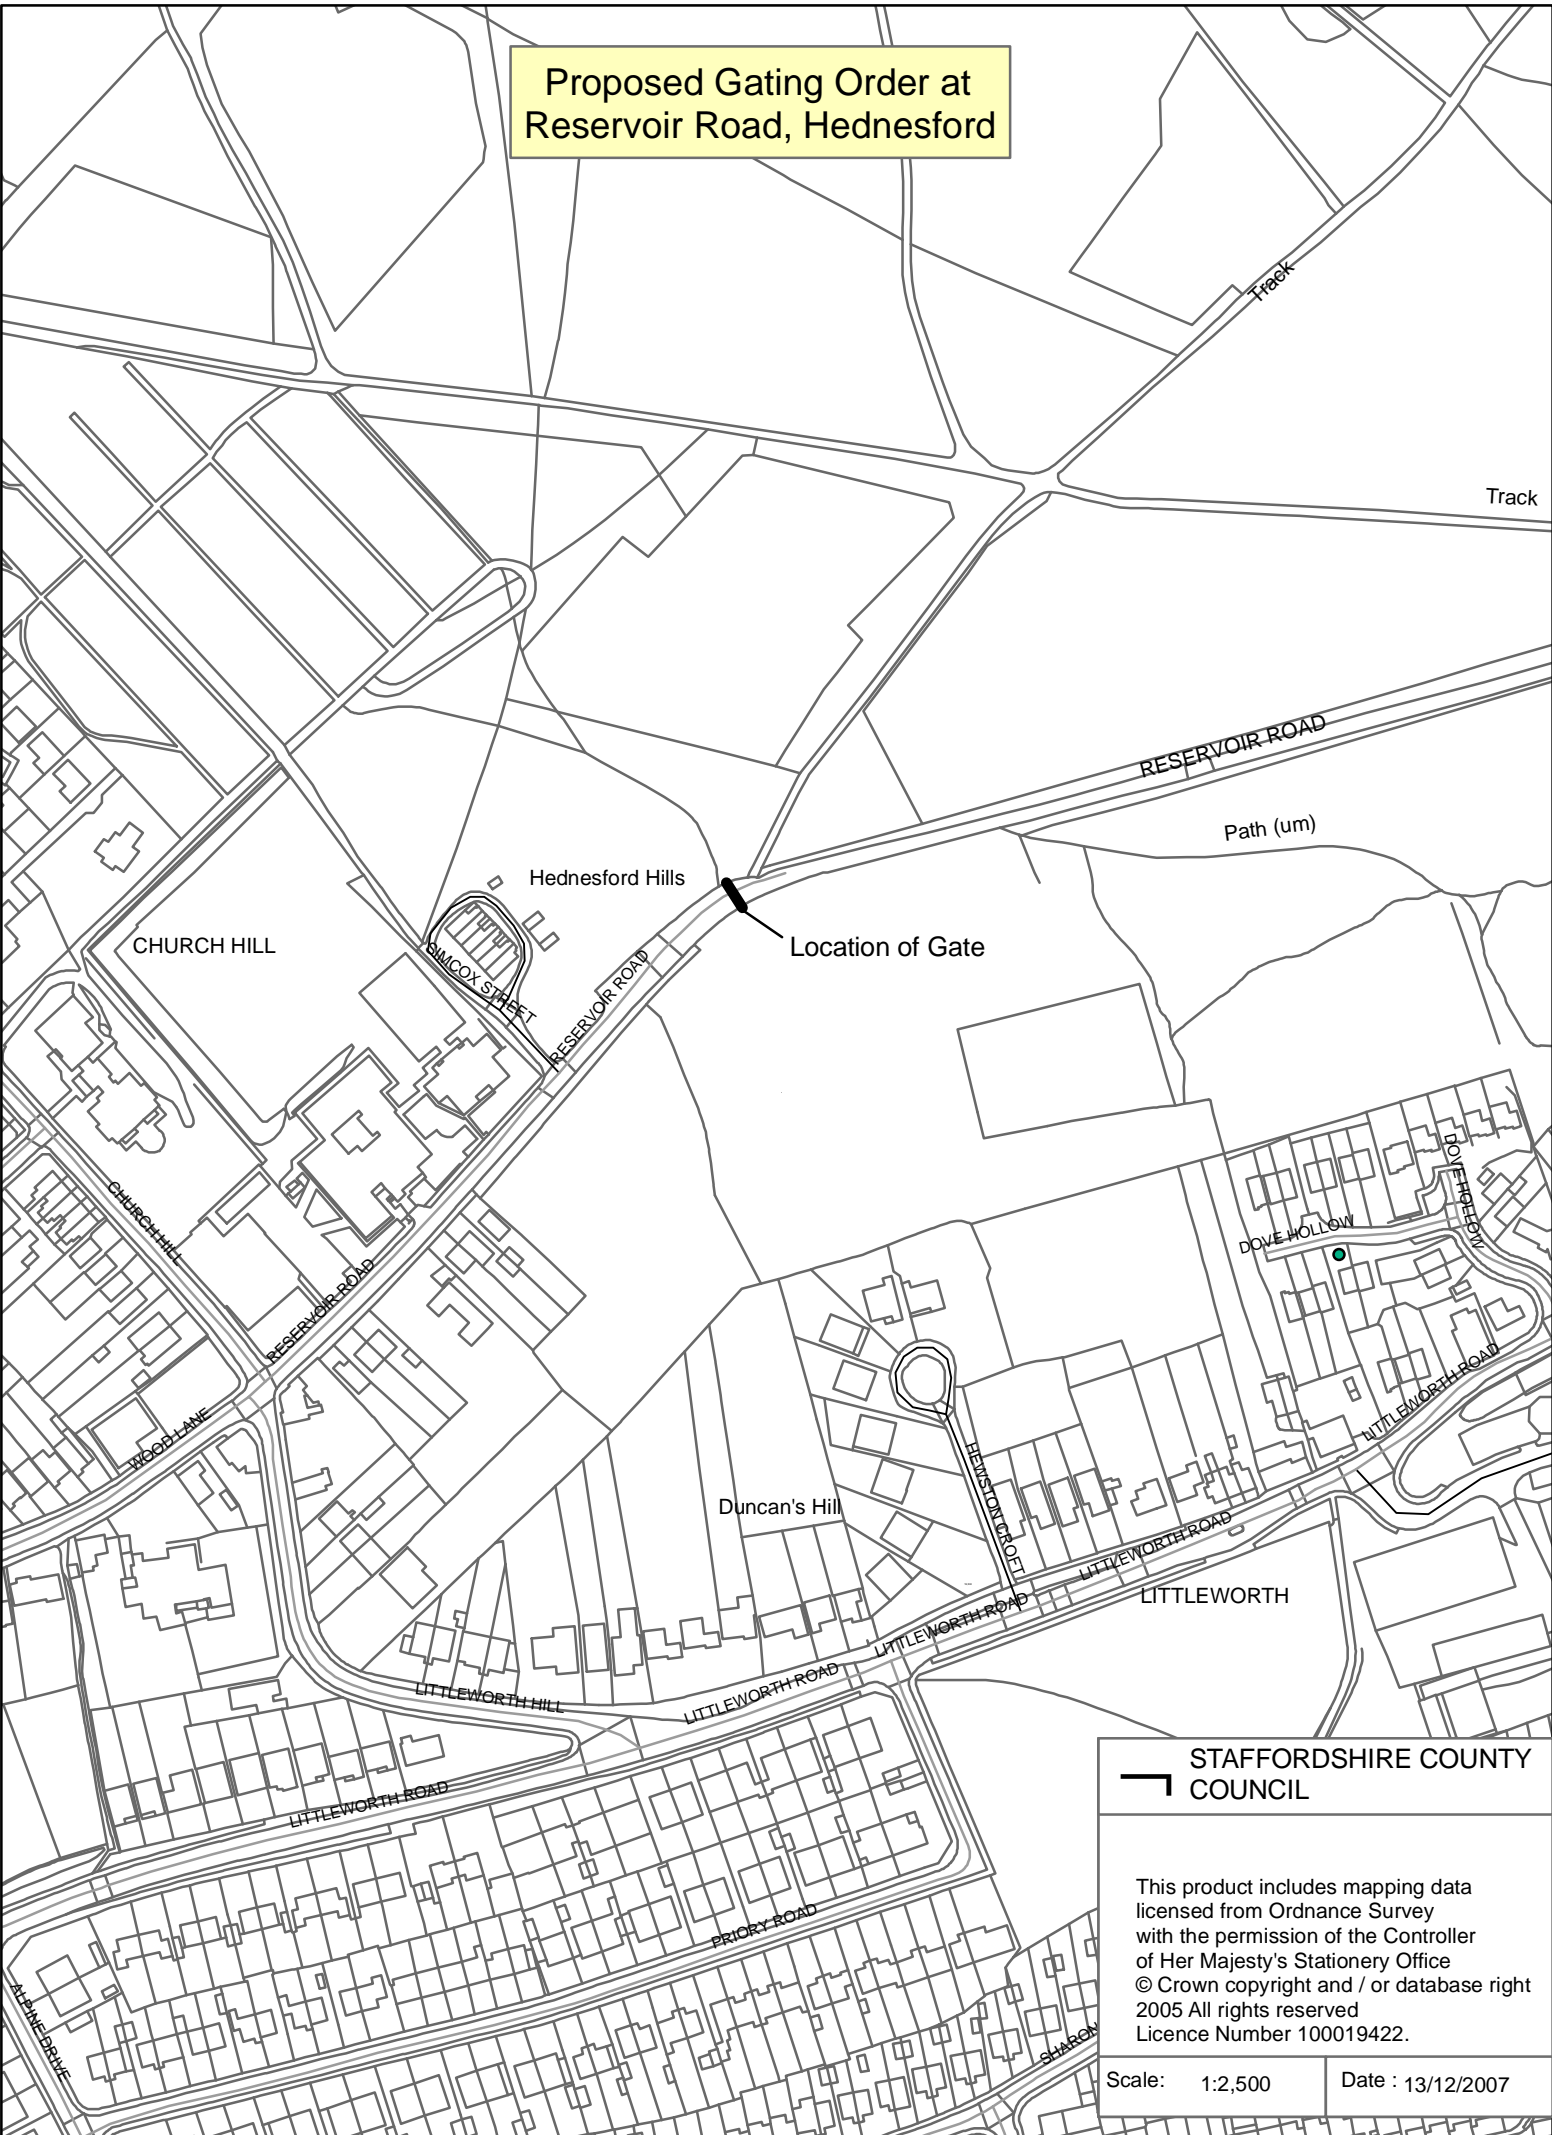 Proposed Gating Order at
Reservoir Road, Hednesford
Track
Track
RESERVOIR ROAD
Path (um)
Hednesford Hills
Location of Gate
CHURCH HILL
SIMCOX STREET
RESERVOIR ROAD
DOVE HOLLOW
DOVE HOLLOW
CHURCH HILL
RESERVOIR ROAD
LITTLEWORTH ROAD
WOOD LANE
HEWSTON CROFT
Duncan's Hill
LITTLEWORTH ROAD
LITTLEWORTH
LITTLEWORTH ROAD
LITTLEWORTH HILL
LITTLEWORTH ROAD
LITTLEWORTH ROAD
PRIORY ROAD
ALPINE DRIVE
SHARON
STAFFORDSHIRE COUNTY
COUNCIL
This product includes mapping data
licensed from Ordnance Survey
with the permission of the Controller
of Her Majesty's Stationery Office
© Crown copyright and / or database right
2005 All rights reserved
Licence Number 100019422.
Scale: 1:2,500
Date : 13/12/2007